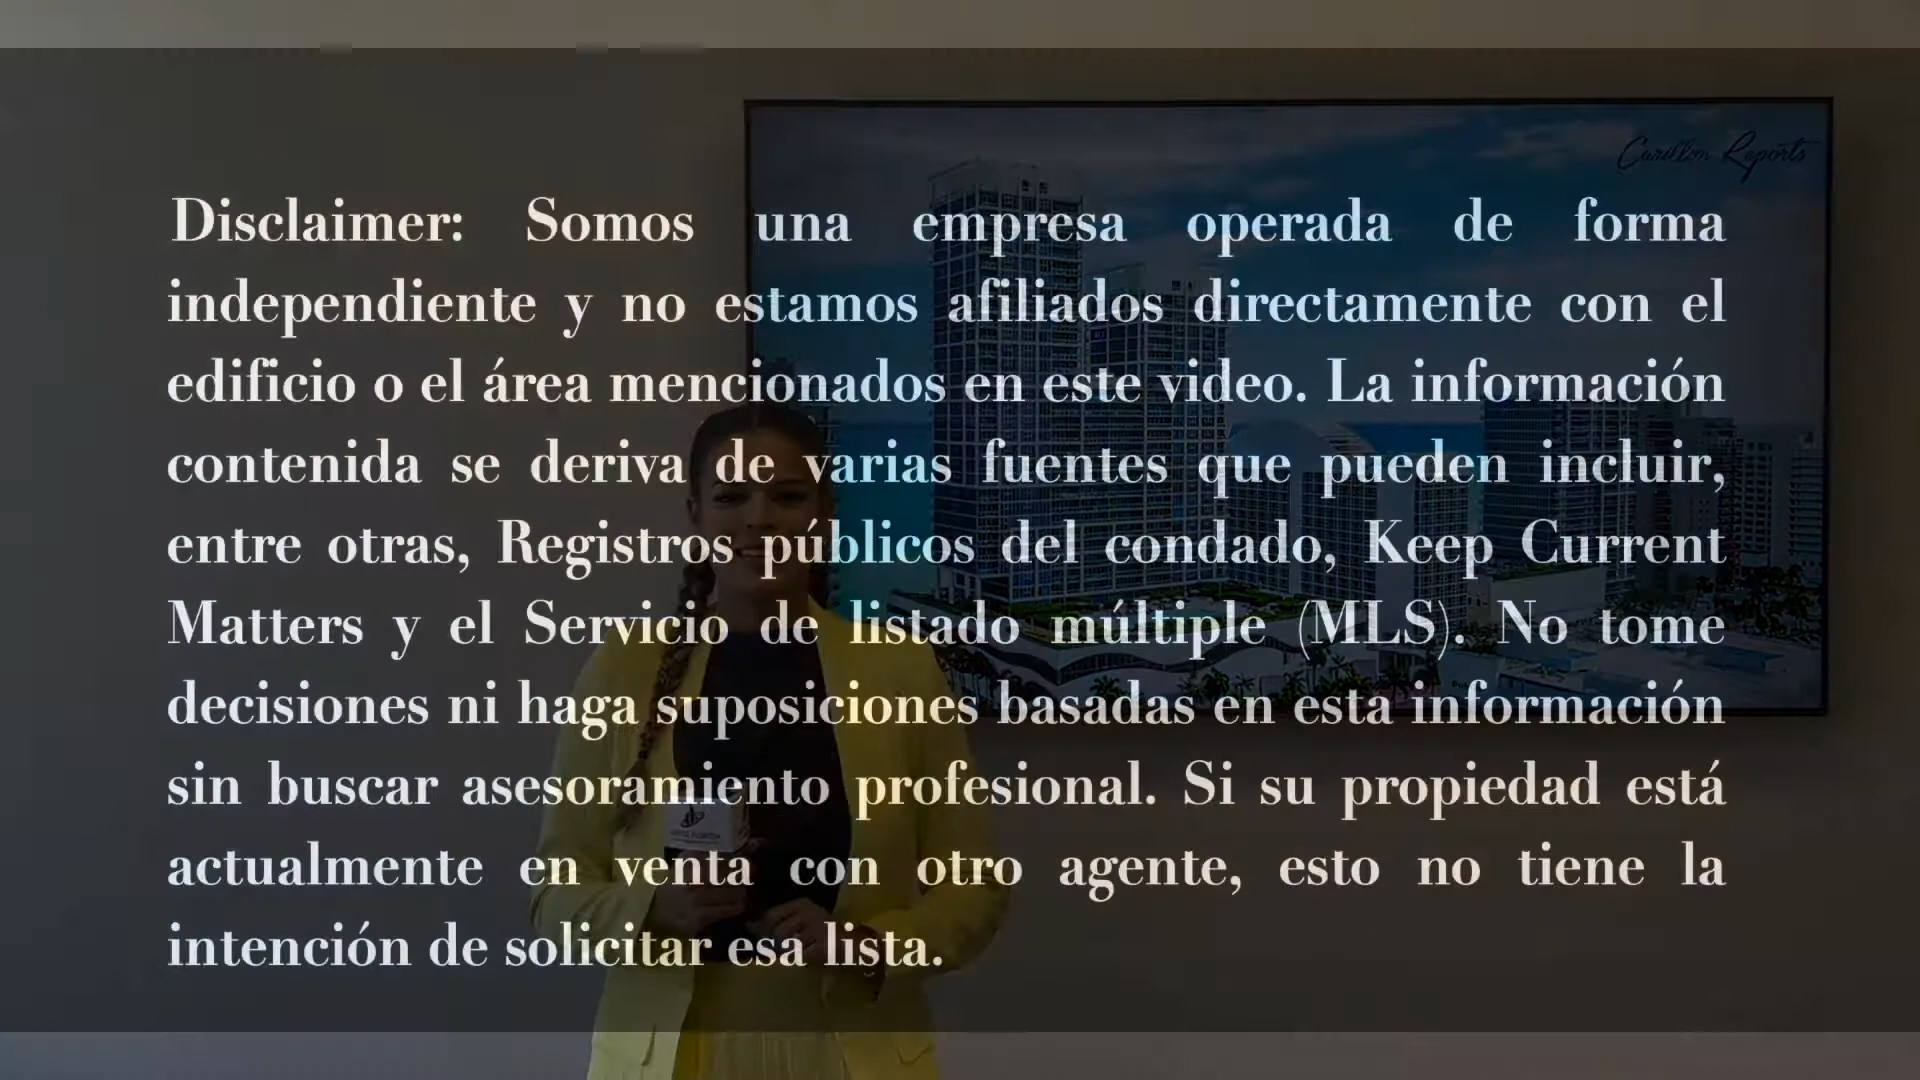 Carillon Reports
Disclaimer: Somos una empresa operada de forma
independiente y no estamos afiliados directamente con el
edificio o el área mencionados en este video. La información
contenida se deriva de varias fuentes que pueden incluir,
entre otras, Registros públicos del condado, Keep Current
Matters y el Servicio de listado múltiple (MLS). No tome
decisiones ni haga suposiciones basadas en esta información
sin buscar asesoramiento profesional. Si su propiedad está
actualmente en venta con otro agente, esto no tiene la
intención de solicitar esa lista.